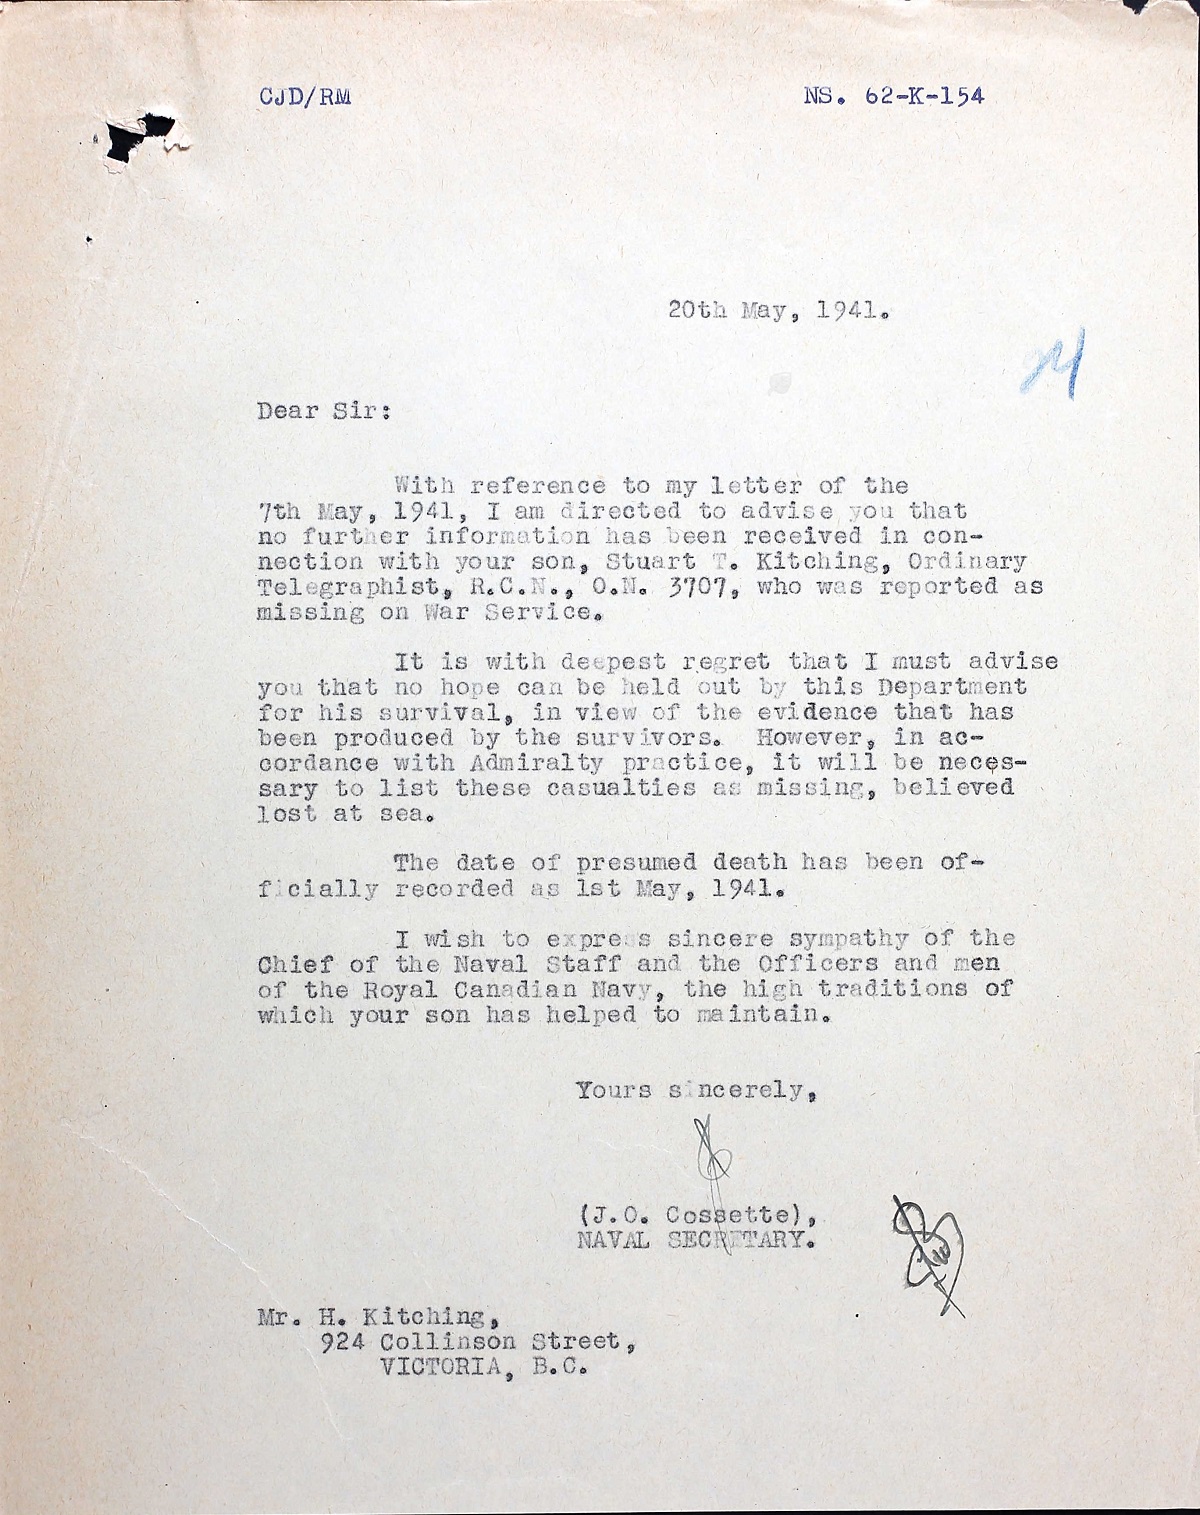 CJD/RM NS. 62-K-154
20th May, 1941.
24
Dear Sir:
With reference to my letter of the
7th May, 1941, I am directed to advise you that
no further information has been received in con-
nection with your son, Stuart T. Kitching, Ordinary
Telegraphist, R.C.N., O.N. 3707, who was reported as
missing on War Service.
It is with deepest regret that I must advise
you that no hope can be held out by this Department
for his survival, in view of the evidence that has
been produced by the survivors. However, in ac-
cordance with Admiralty practice, it will be neces-
sary to list these casualties as missing, believed
lost at sea.
The date of presumed death has been of-
ficially recorded as 1st May, 1941.
I wish to express sincere sympathy of the
Chief of the Naval Staff and the Officers and men
of the Royal Canadian Navy, the high traditions of
which your son has helped to maintain.
Yours sincerely,
(J.O. Cossette),
NAVAL SECRETARY.
Mr. H. Kitching,
924 Collinson Street,
VICTORIA, B.C.